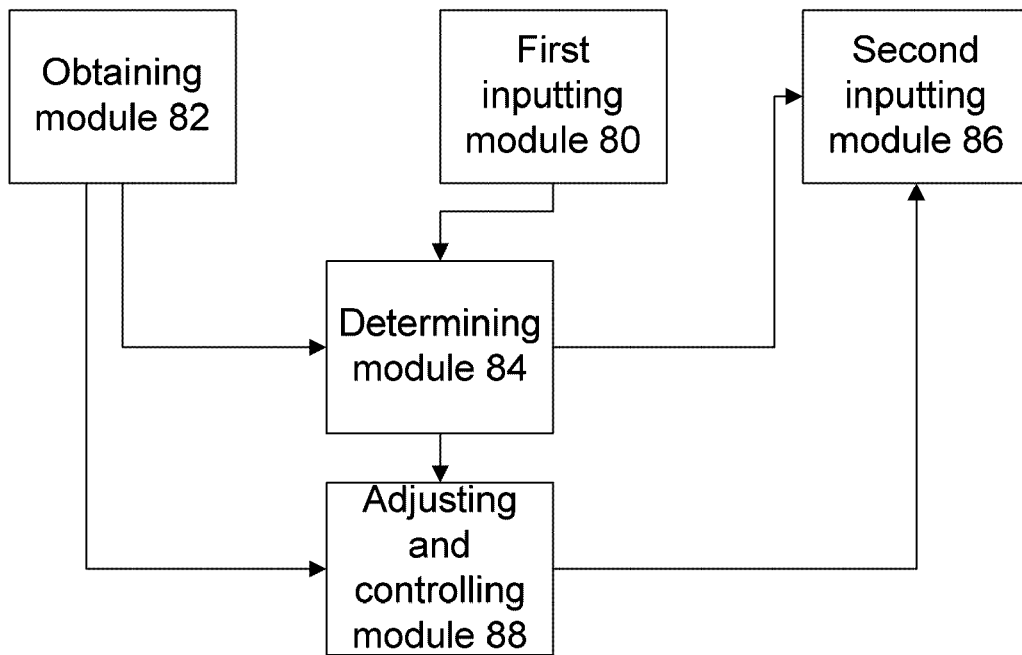 Obtaining
module 82
First
inputting
module 80
Second
inputting
module 86
Determining
module 84
Adjusting
and
controlling
module 88